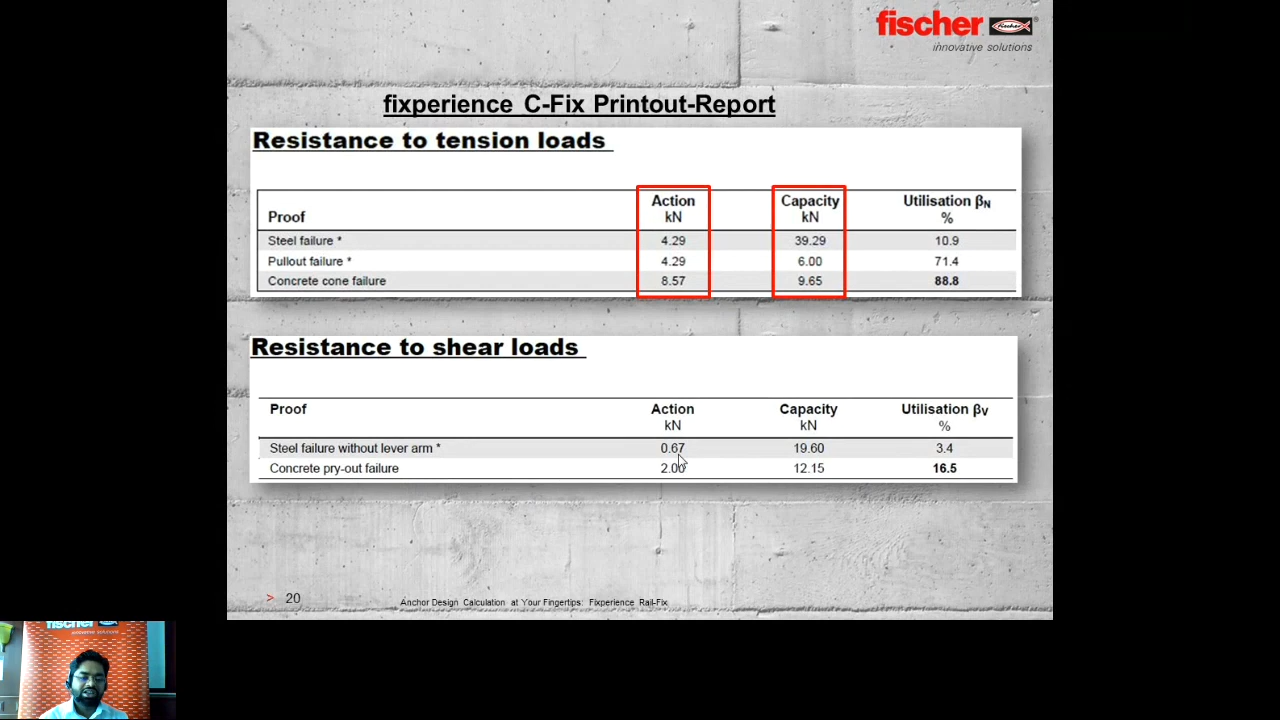 fischer
innovative solutions
fixperience C-Fix Printout-Report
Resistance to tension loads
Proof Action kN Capacity kN Utilisation βN %
Steel failure * 4.29 39.29 10.9
Pullout failure * 4.29 6.00 71.4
Concrete cone failure 8.57 9.65 88.8
Resistance to shear loads
Proof Action kN Capacity kN Utilisation βV %
Steel failure without lever arm * 0.67 19.60 3.4
Concrete pry-out failure 2.00 12.15 16.5
> 20 Anchor Design Calculation at Your Fingertips: Fixperience Rail-Fix
fischer
innovative solutions